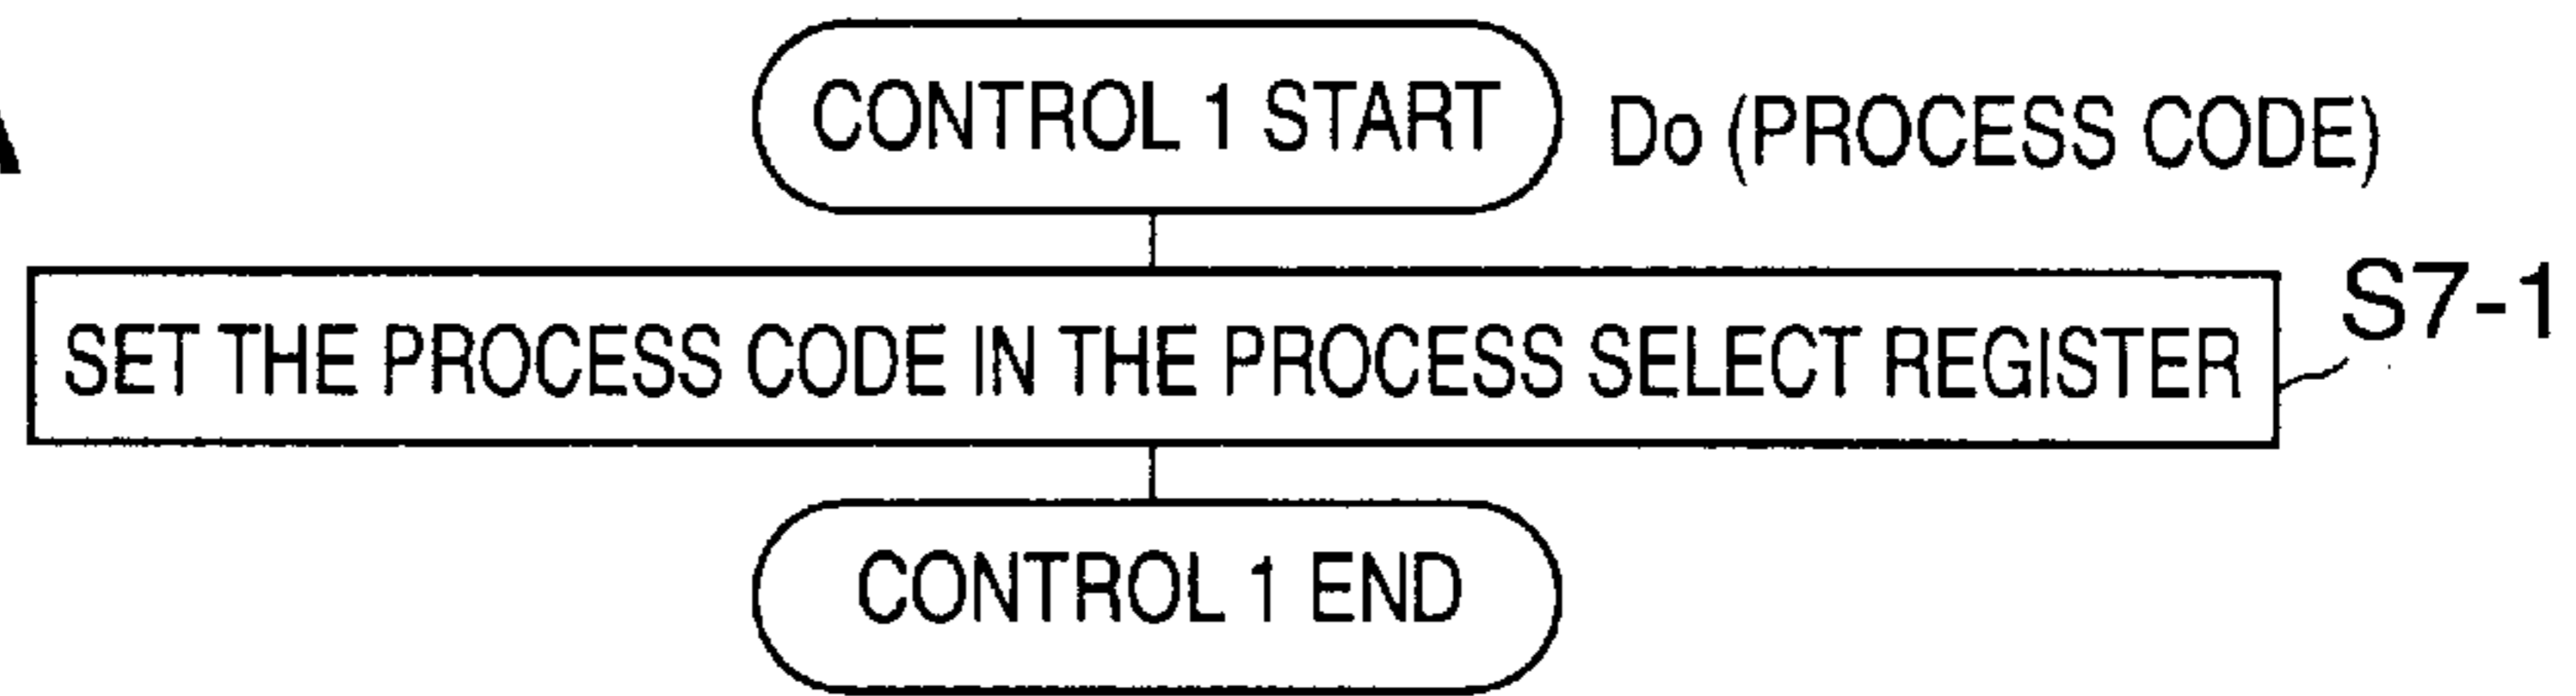 CONTROL 1 START Do (PROCESS CODE)
SET THE PROCESS CODE IN THE PROCESS SELECT REGISTER S7-1
CONTROL 1 END